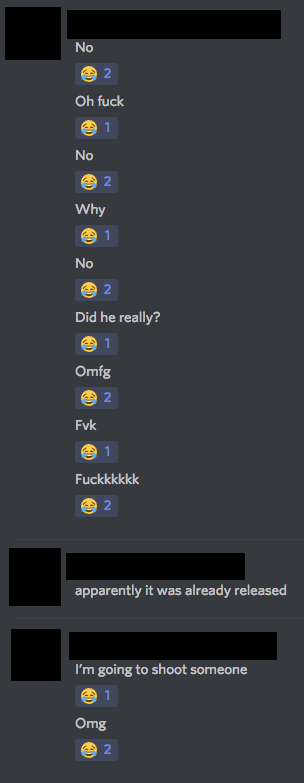 No
😂 2
Oh fuck
😂 1
No
😂 2
Why
😂 1
No
😂 2
Did he really?
😂 1
Omfg
😂 2
Fvk
😂 1
Fuckkkkkk
😂 2
apparently it was already released
I'm going to shoot someone
😂 1
Omg
😂 2